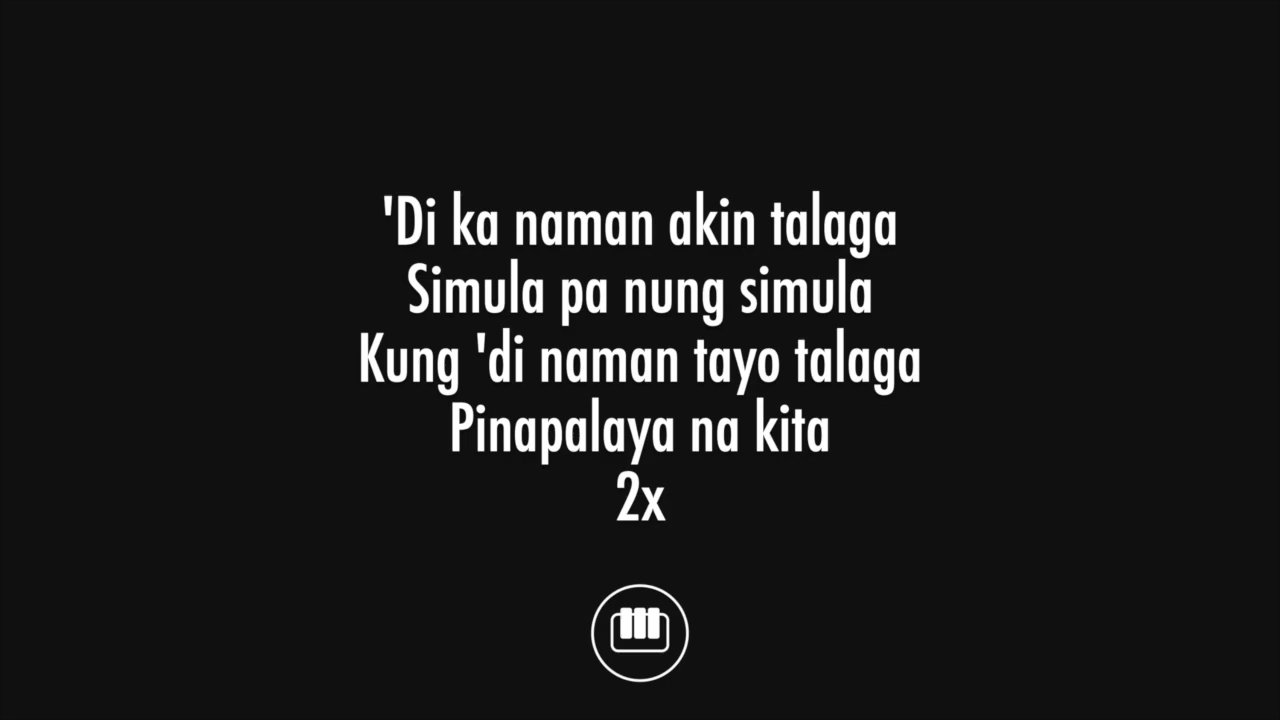 'Di ka naman akin talaga
Simula pa nung simula
Kung 'di naman tayo talaga
Pinapalaya na kita
2x